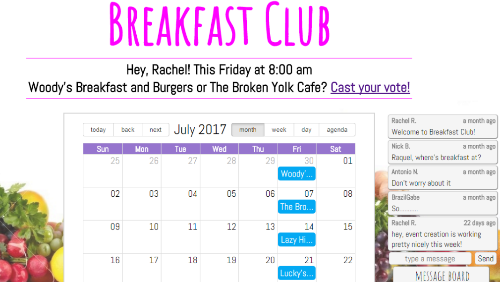 BREAKFAST CLUB
Hey, Rachel! This Friday at 8:00 am
Woody's Breakfast and Burgers or The Broken Yolk Cafe? Cast your vote!
today back next July 2017 month week day agenda
Sun Mon Tue Wed Thu Fri Sat
25 26 27 28 29 30 01
Woody'...
02 03 04 05 06 07 08
The Bro...
09 10 11 12 13 14 15
Lazy Hi...
16 17 18 19 20 21 22
Lucky's...
Rachel R. a month ago
Welcome to Breakfast Club!
Nick B. a month ago
Raquel, where's breakfast at?
Antonio N. a month ago
Don't worry about it
BrazilGabe a month ago
So...
Rachel R. 22 days ago
hey, event creation is working
pretty nicely this week!
type a message Send
MESSAGE BOARD